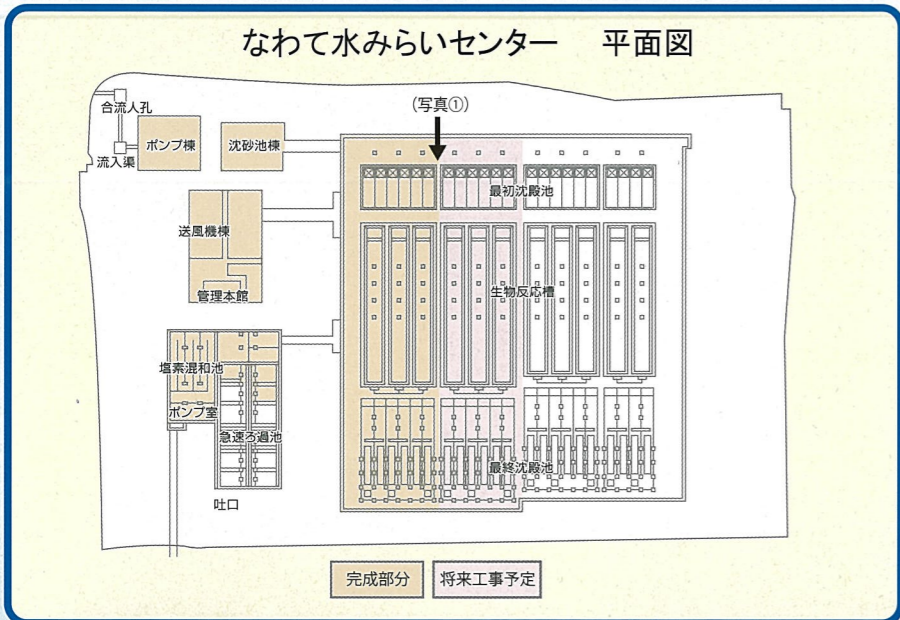 なわて水みらいセンター　平面図
(写真①)
合流人孔
ポンプ棟
沈砂池棟
流入渠
最初沈殿池
送風機棟
生物反応槽
管理本館
塩素混和池
ポンプ室
急速ろ過池
最終沈殿池
吐口
完成部分
将来工事予定